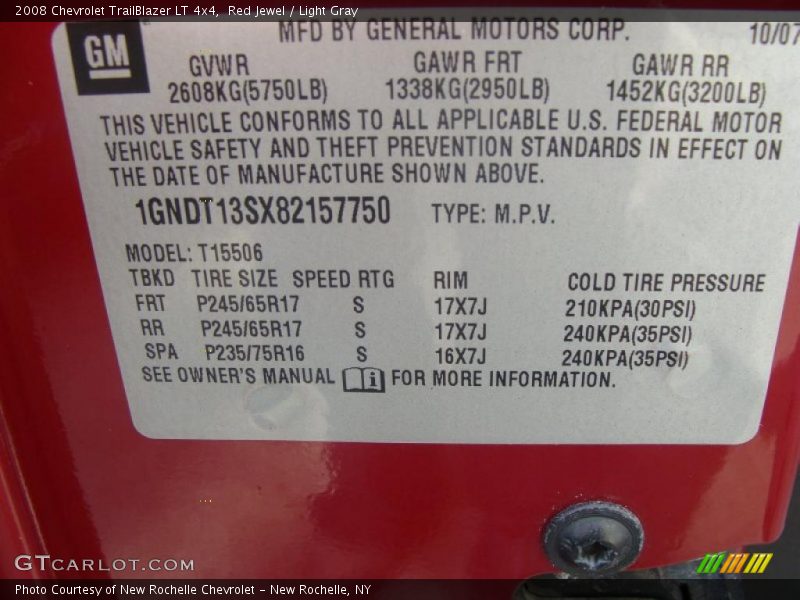 2008 Chevrolet TrailBlazer LT 4x4, Red Jewel / Light Gray
MFD BY GENERAL MOTORS CORP. 10/07
GM
GVWR GAWR FRT GAWR RR
2608KG(5750LB) 1338KG(2950LB) 1452KG(3200LB)
THIS VEHICLE CONFORMS TO ALL APPLICABLE U.S. FEDERAL MOTOR
VEHICLE SAFETY AND THEFT PREVENTION STANDARDS IN EFFECT ON
THE DATE OF MANUFACTURE SHOWN ABOVE.
1GNDT13SX82157750 TYPE: M.P.V.
MODEL: T15506
TBKD TIRE SIZE SPEED RTG RIM COLD TIRE PRESSURE
FRT P245/65R17 S 17X7J 210KPA(30PSI)
RR P245/65R17 S 17X7J 240KPA(35PSI)
SPA P235/75R16 S 16X7J 240KPA(35PSI)
SEE OWNER'S MANUAL i FOR MORE INFORMATION.
GTCARLOT.COM
Photo Courtesy of New Rochelle Chevrolet - New Rochelle, NY